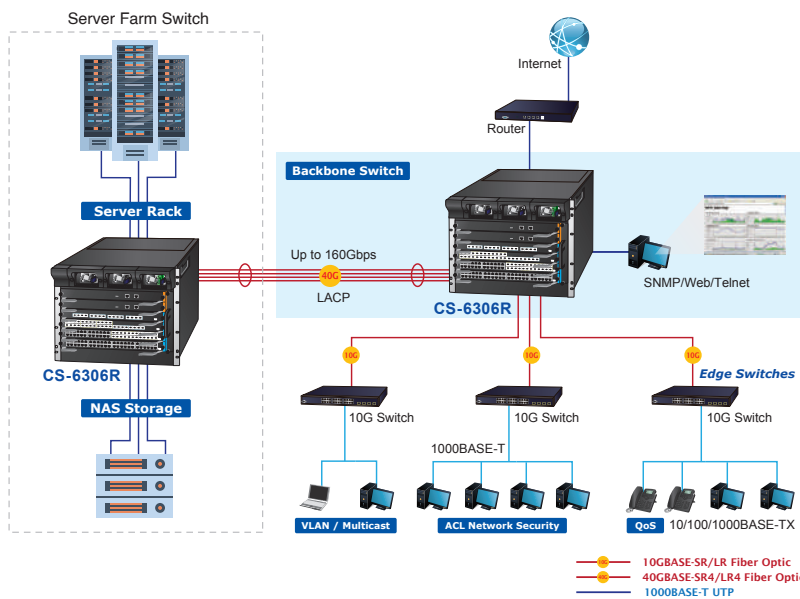 Server Farm Switch
Internet
Router
Backbone Switch
Server Rack
Up to 160Gbps
40G
LACP
SNMP/Web/Telnet
CS-6306R
CS-6306R
10G
10G
10G
Edge Switches
NAS Storage
10G Switch
10G Switch
10G Switch
1000BASE-T
VLAN / Multicast
ACL Network Security
QoS
10/100/1000BASE-TX
10G
10GBASE-SR/LR Fiber Optic
40G
40GBASE-SR4/LR4 Fiber Optic
1000BASE-T UTP